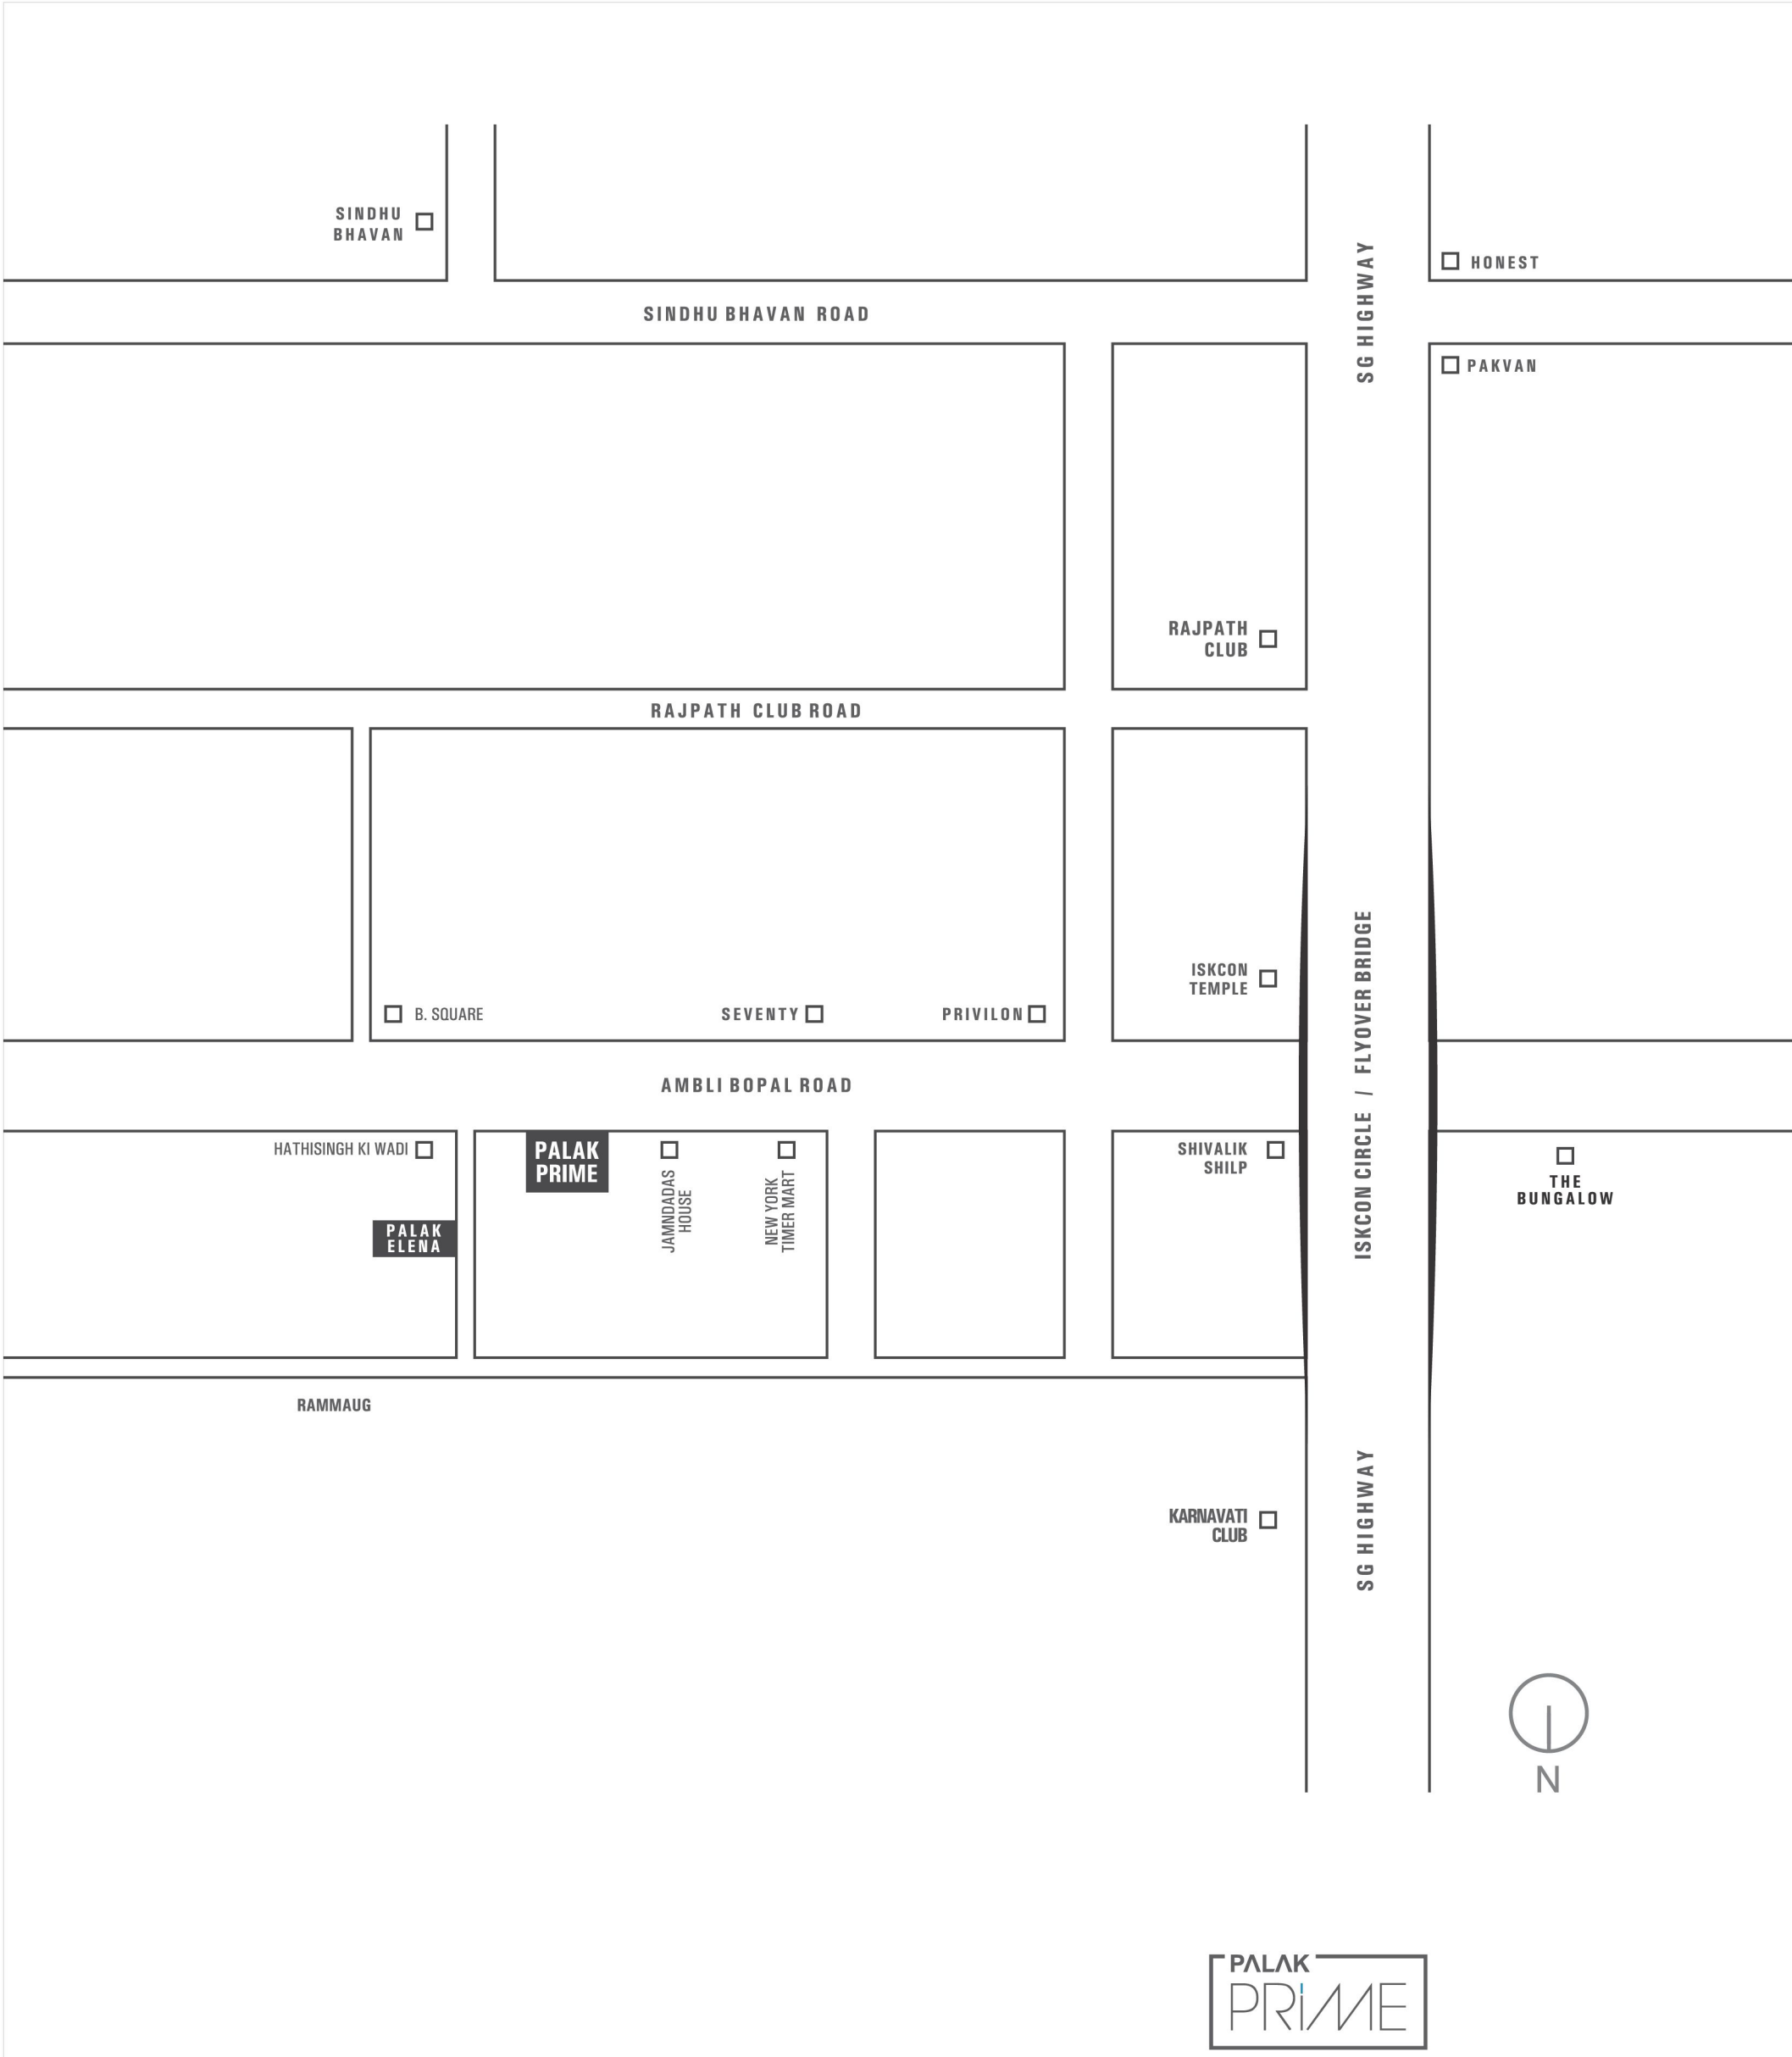 SINDHU
BHAVAN
SG HIGHWAY
HONEST
SINDHU BHAVAN ROAD
PAKVAN
RAJPATH
CLUB
RAJPATH CLUB ROAD
ISKCON CIRCLE / FLYOVER BRIDGE
ISKCON
TEMPLE
B. SQUARE
SEVENTY
PRIVILON
AMBLI BOPAL ROAD
HATHISINGH KI WADI
PALAK
PRIME
JAMNDADAS
HOUSE
NEW YORK
TIMER MART
SHIVALIK
SHILP
THE
BUNGALOW
PALAK
ELENA
RAMMAUG
SG HIGHWAY
KARNAVATI
CLUB
N
PALAK
PRIME